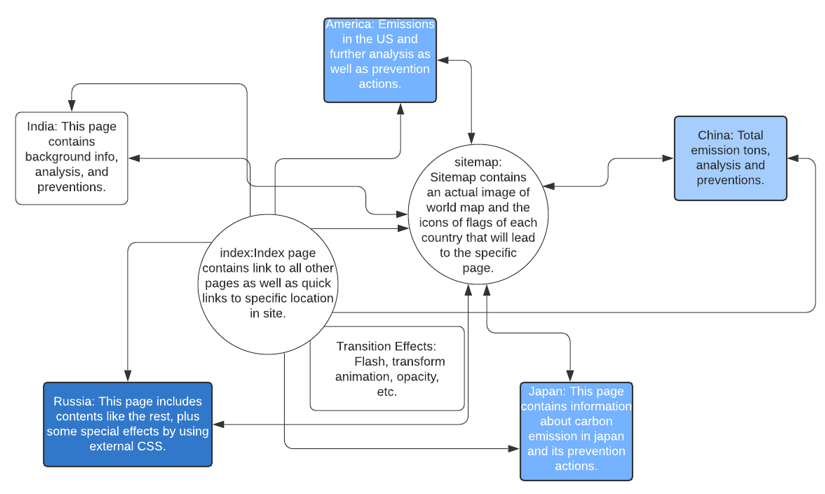 America: Emissions
in the US and
further analysis as
well as prevention
actions.
India: This page
contains
background info,
analysis, and
preventions.
China: Total
emission tons,
analysis and
preventions.
sitemap:
Sitemap contains
an actual image of
world map and the
icons of flags of each
country that will lead
to the specific
page.
index:Index page
contains link to all other
pages as well as quick
links to specific location
in site.
Transition Effects:
Flash, transform
animation, opacity,
etc.
Russia: This page includes
contents like the rest, plus
some special effects by using
external CSS.
Japan: This page
contains information
about carbon
emission in japan
and its prevention
actions.